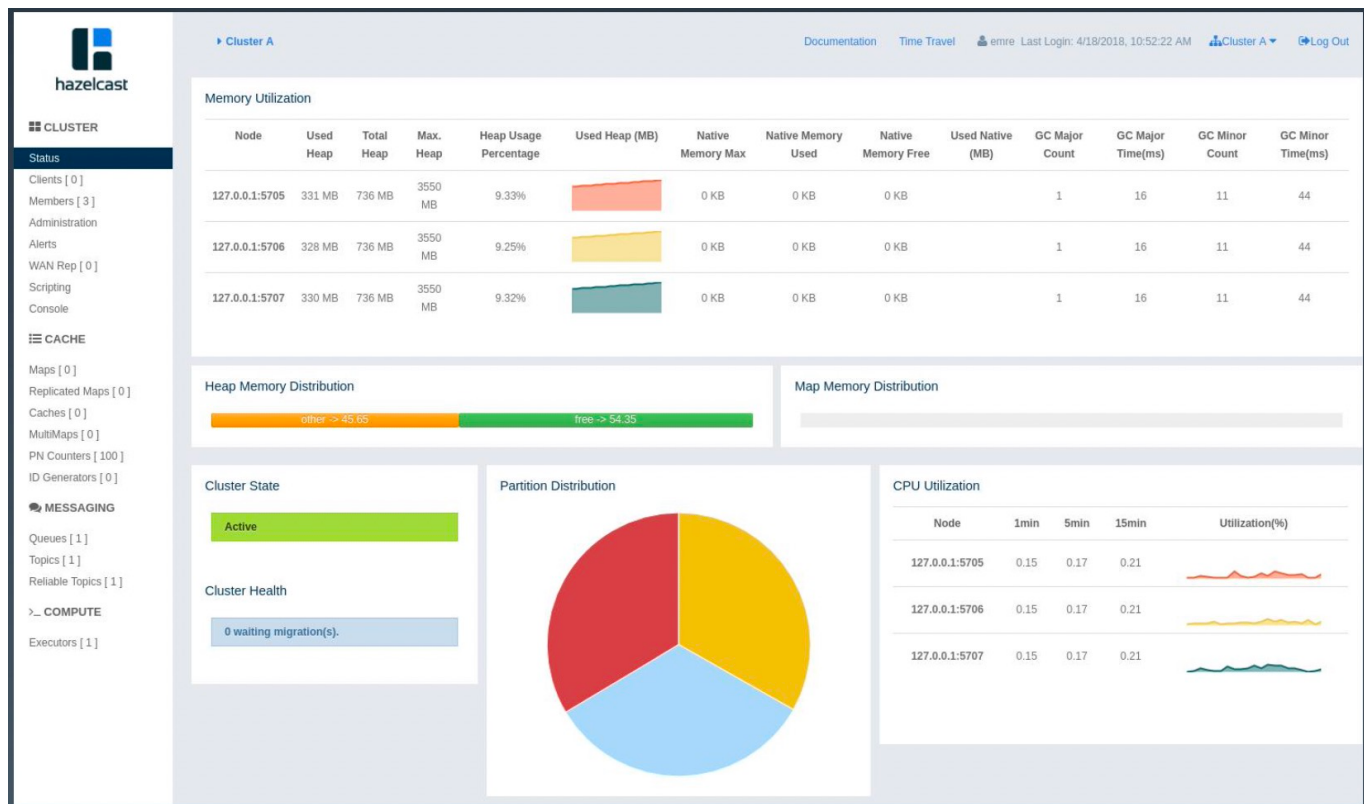 hazelcast
CLUSTER
Status
Clients [ 0 ]
Members [ 3 ]
Administration
Alerts
WAN Rep [ 0 ]
Scripting
Console
CACHE
Maps [ 0 ]
Replicated Maps [ 0 ]
Caches [ 0 ]
MultiMaps [ 0 ]
PN Counters [ 100 ]
ID Generators [ 0 ]
MESSAGING
Queues [ 1 ]
Topics [ 1 ]
Reliable Topics [ 1 ]
>_ COMPUTE
Executors [ 1 ]
Cluster A Documentation Time Travel emre Last Login: 4/18/2018, 10:52:22 AM Cluster A Log Out
Memory Utilization
Node Used Heap Total Heap Max. Heap Heap Usage Percentage Used Heap (MB) Native Memory Max Native Memory Used Native Memory Free Used Native (MB) GC Major Count GC Major Time(ms) GC Minor Count GC Minor Time(ms)
127.0.0.1:5705 331 MB 736 MB 3550 MB 9.33% 0 KB 0 KB 0 KB 1 16 11 44
127.0.0.1:5706 328 MB 736 MB 3550 MB 9.25% 0 KB 0 KB 0 KB 1 16 11 44
127.0.0.1:5707 330 MB 736 MB 3550 MB 9.32% 0 KB 0 KB 0 KB 1 16 11 44
Heap Memory Distribution
other -> 45.65 free -> 54.35
Map Memory Distribution
Cluster State
Active
Cluster Health
0 waiting migration(s).
Partition Distribution
CPU Utilization
Node 1min 5min 15min Utilization(%)
127.0.0.1:5705 0.15 0.17 0.21
127.0.0.1:5706 0.15 0.17 0.21
127.0.0.1:5707 0.15 0.17 0.21